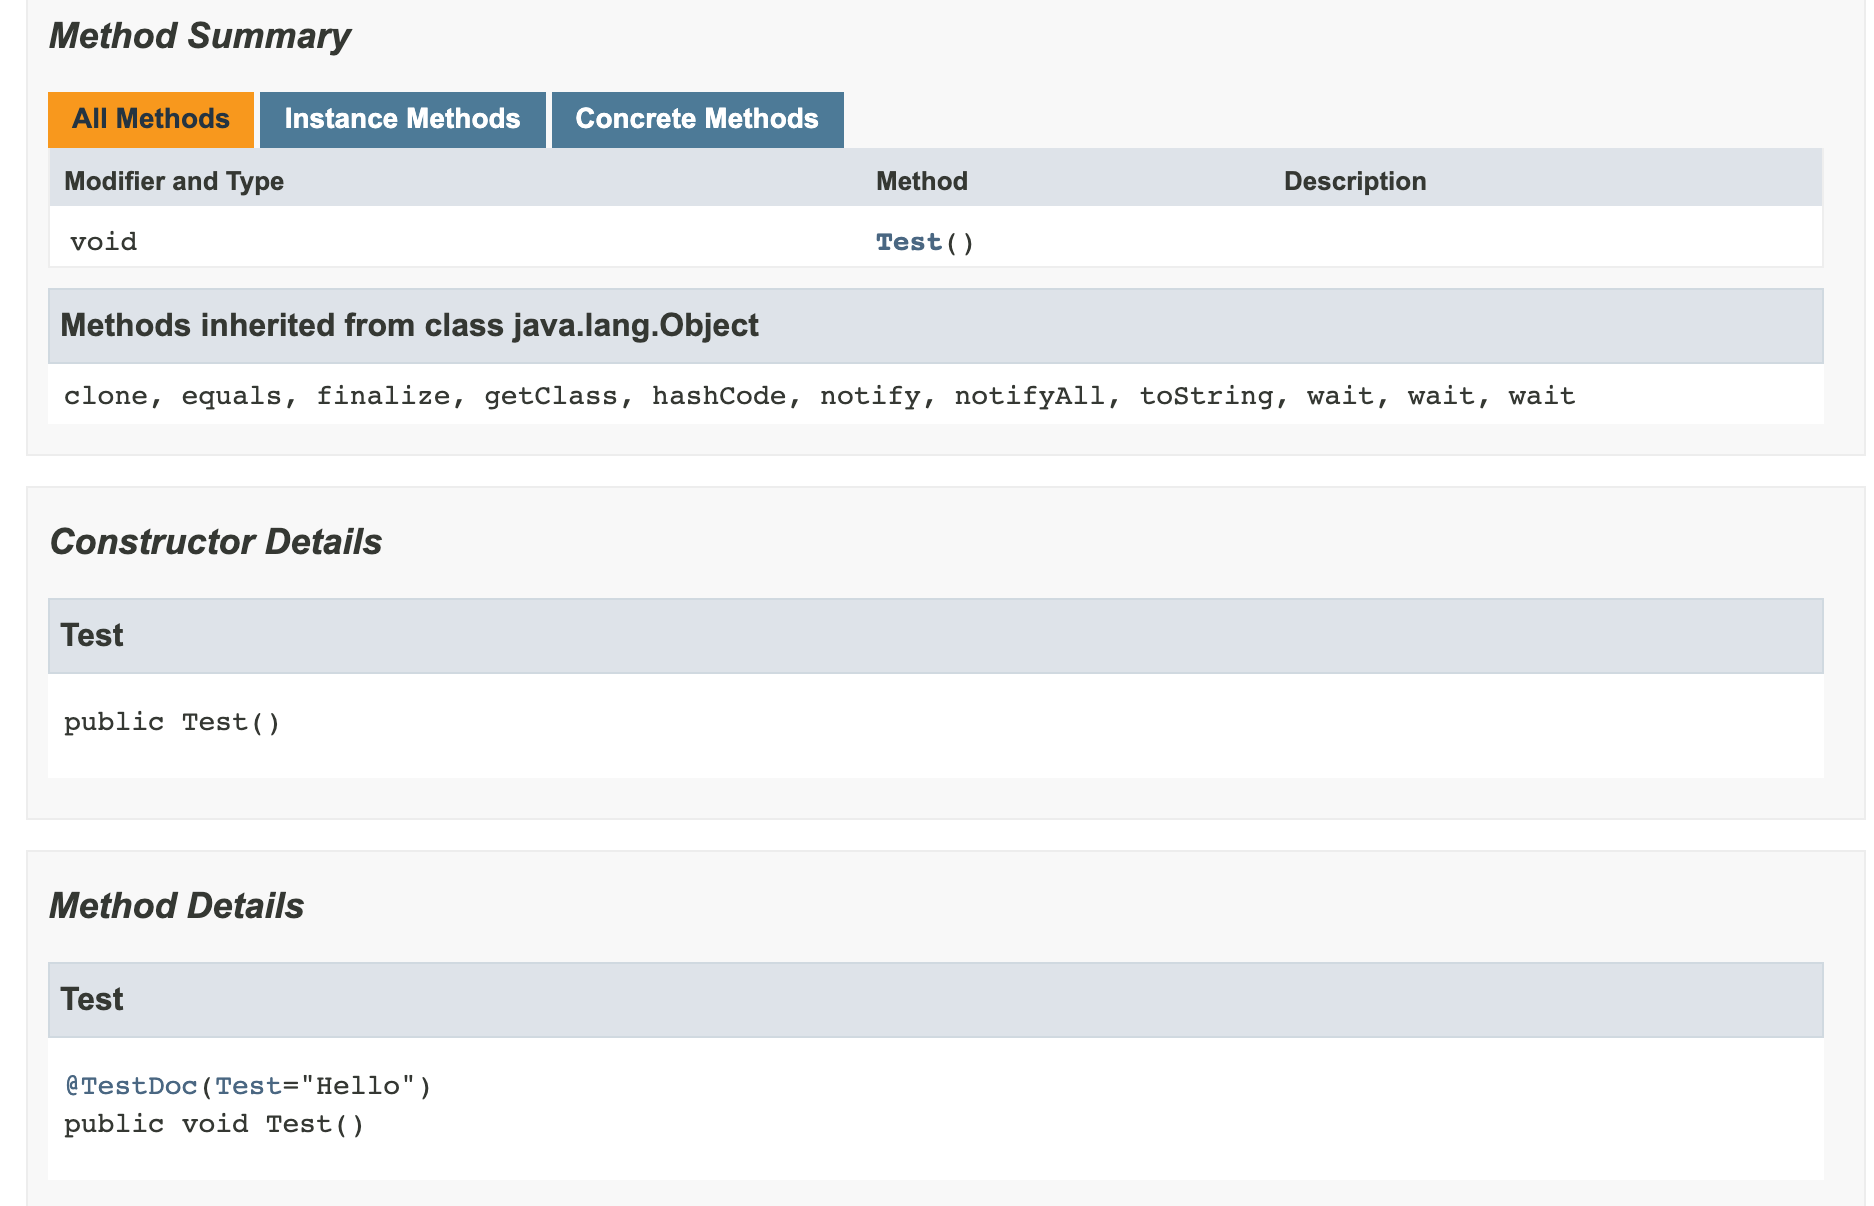 Method Summary
All Methods Instance Methods Concrete Methods
Modifier and Type Method Description
void Test()
Methods inherited from class java.lang.Object
clone, equals, finalize, getClass, hashCode, notify, notifyAll, toString, wait, wait, wait
Constructor Details
Test
public Test()
Method Details
Test
@TestDoc(Test="Hello")
public void Test()